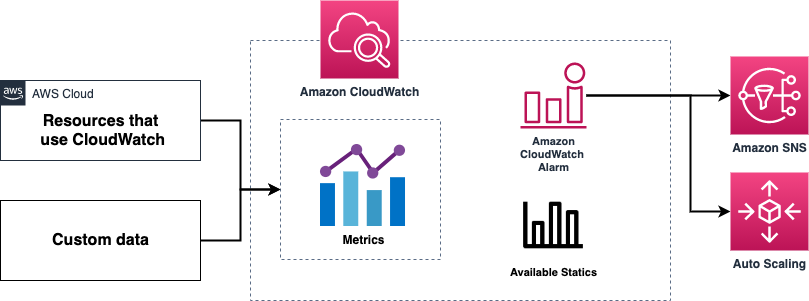 Amazon CloudWatch
aws
AWS Cloud
Resources that
use CloudWatch
Custom data
Metrics
Amazon
CloudWatch
Alarm
Available Statics
Amazon SNS
Auto Scaling